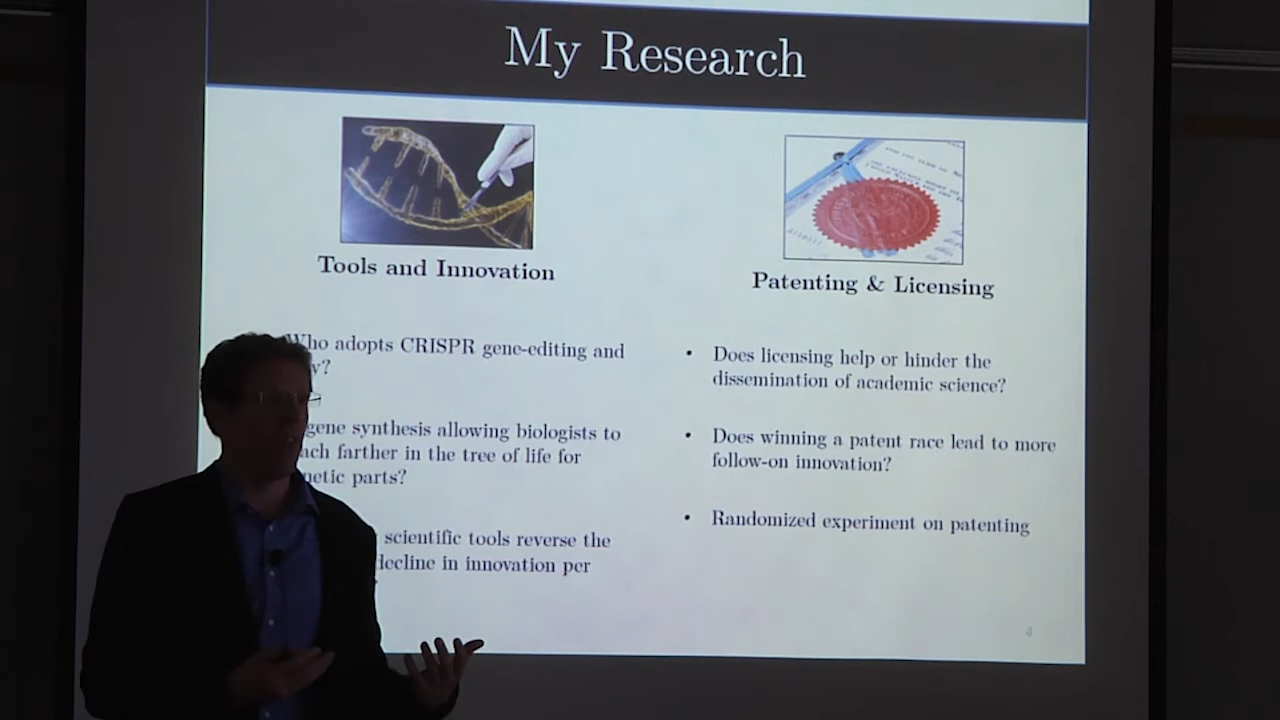 My Research
Tools and Innovation
Who adopts CRISPR gene-editing and
gene synthesis allowing biologists to
farther in the tree of life for
parts?
scientific tools reverse the
decline in innovation per
Patenting & Licensing
• Does licensing help or hinder the
dissemination of academic science?
• Does winning a patent race lead to more
follow-on innovation?
• Randomized experiment on patenting
4